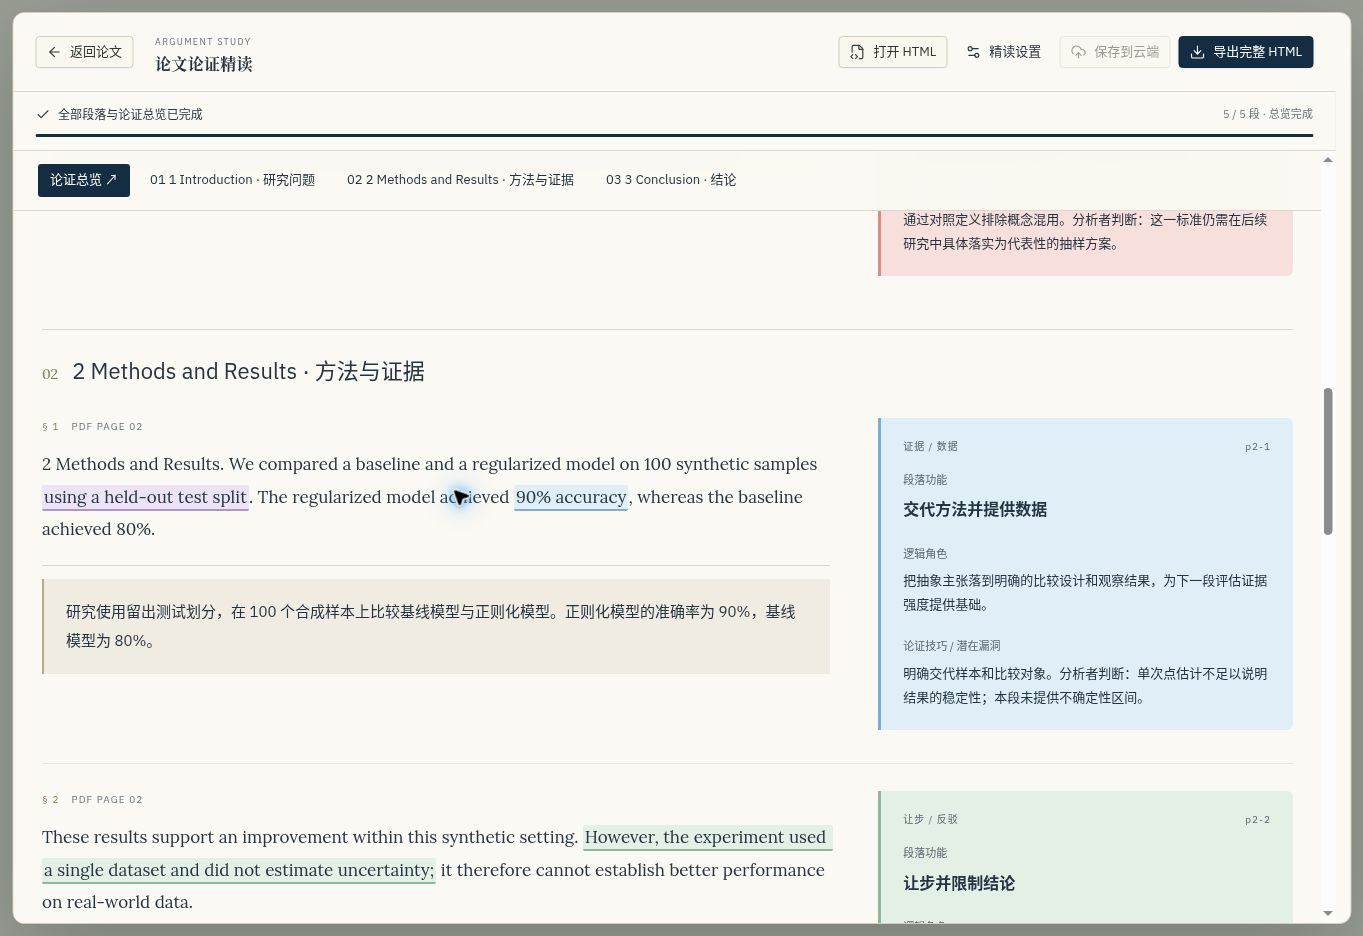 返回论文
ARGUMENT STUDY
论文论证精读
打开 HTML
精读设置
保存到云端
导出完整 HTML
全部段落与论证总览已完成
5 / 5 段 · 总览完成
论证总览 ↗
01 1 Introduction · 研究问题
02 2 Methods and Results · 方法与证据
03 3 Conclusion · 结论
通过对照定义排除概念混用。分析者判断：这一标准仍需在后续
研究中具体落实为代表性的抽样方案。
02 2 Methods and Results · 方法与证据
§ 1 PDF PAGE 02
2 Methods and Results. We compared a baseline and a regularized model on 100 synthetic samples
using a held-out test split. The regularized model achieved 90% accuracy, whereas the baseline
achieved 80%.
研究使用留出测试划分，在 100 个合成样本上比较基线模型与正则化模型。正则化模型的准确率为 90%，基线
模型为 80%。
证据 / 数据
p2-1
段落功能
交代方法并提供数据
逻辑角色
把抽象主张落到明确的比较设计和观察结果，为下一段评估证据
强度提供基础。
论证技巧 / 潜在漏洞
明确交代样本和比较对象。分析者判断：单次点估计不足以说明
结果的稳定性；本段未提供不确定性区间。
§ 2 PDF PAGE 02
These results support an improvement within this synthetic setting. However, the experiment used
a single dataset and did not estimate uncertainty; it therefore cannot establish better performance
on real-world data.
让步 / 反驳
p2-2
段落功能
让步并限制结论